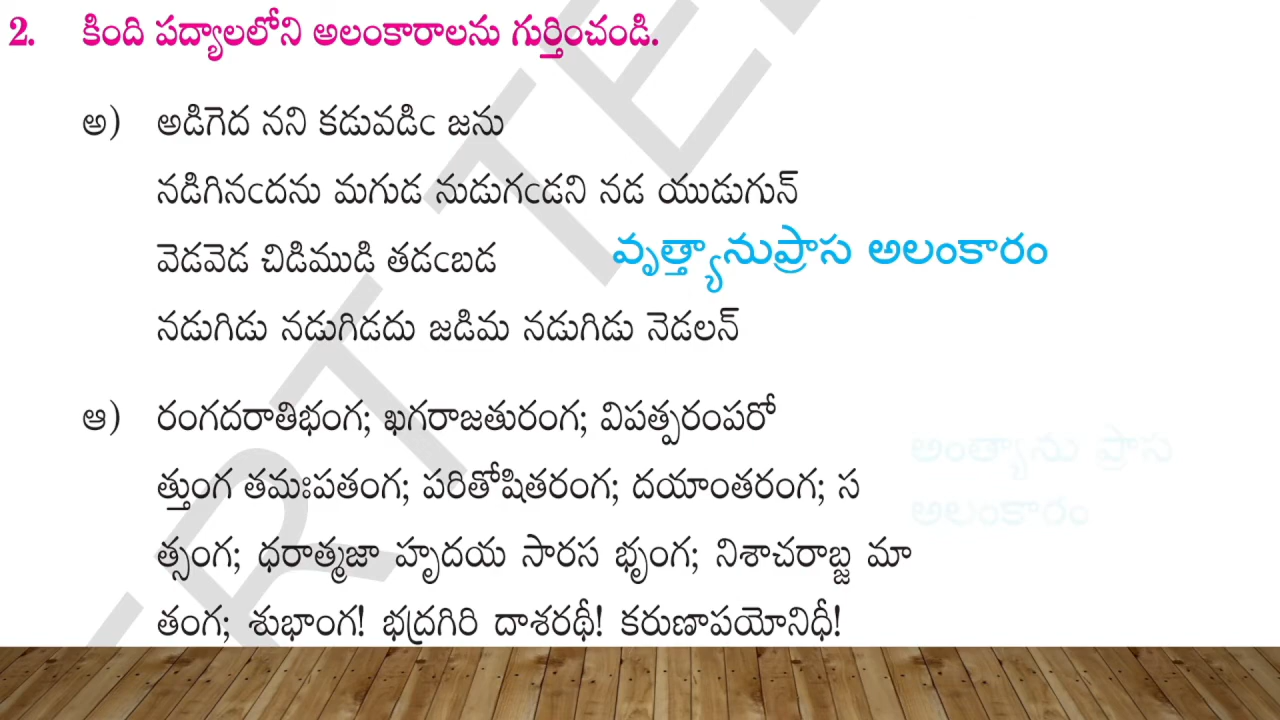 2. కింది పద్యాలలోని అలంకారాలను గుర్తించండి.
అ) అడిగెద నని కడువడిఁ జను
నడిగినఁదను మగుడ నుడుగఁడని నడ యుడుగున్
వెడవెడ చిడిముడి తడఁబడ
వృత్త్యానుప్రాస అలంకారం
నడుగిడు నడుగిడదు జడిమ నడుగిడు నెడలన్
ఆ) రంగదరాతిభంగ; ఖగరాజతురంగ; విపత్పరంపరో
త్తుంగ తమఃపతంగ; పరితోషితరంగ; దయాంతరంగ; స
త్సంగ; ధరాత్మజా హృదయ సారస భృంగ; నిశాచరాబ్జ మా
తంగ; శుభాంగ! భద్రగిరి దాశరథీ! కరుణాపయోనిధీ!
అంత్యాను ప్రాస
అలంకారం